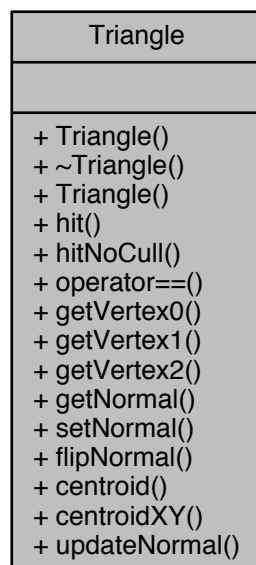 Triangle
+ Triangle()
+ ~Triangle()
+ Triangle()
+ hit()
+ hitNoCull()
+ operator==()
+ getVertex0()
+ getVertex1()
+ getVertex2()
+ getNormal()
+ setNormal()
+ flipNormal()
+ centroid()
+ centroidXY()
+ updateNormal()